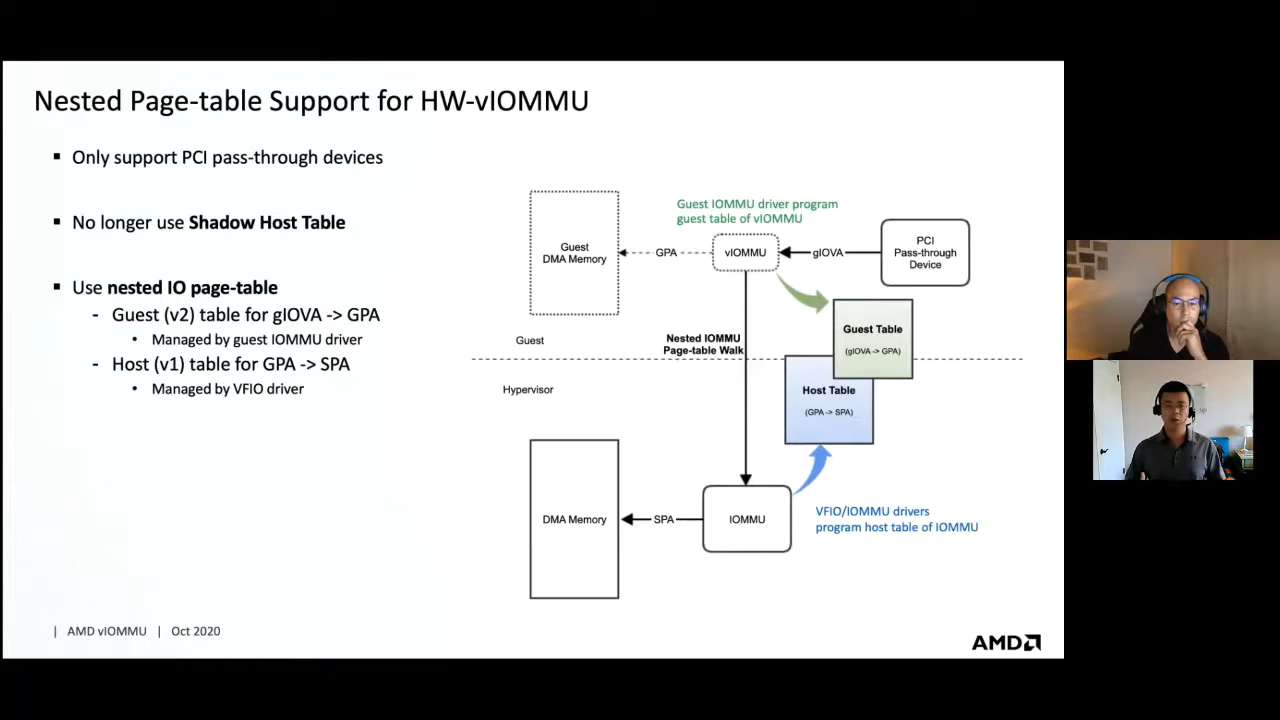 Nested Page-table Support for HW-vIOMMU
▪ Only support PCI pass-through devices
▪ No longer use Shadow Host Table
▪ Use nested IO page-table
- Guest (v2) table for gIOVA -> GPA
• Managed by guest IOMMU driver
- Host (v1) table for GPA -> SPA
• Managed by VFIO driver
Guest IOMMU driver program
guest table of vIOMMU
Guest
DMA Memory
GPA
vIOMMU
gIOVA
PCI
Pass-through
Device
Guest Table
(gIOVA -> GPA)
Nested IOMMU
Page-table Walk
Guest
Hypervisor
Host Table
(GPA -> SPA)
DMA Memory
SPA
IOMMU
VFIO/IOMMU drivers
program host table of IOMMU
| AMD vIOMMU | Oct 2020
AMD